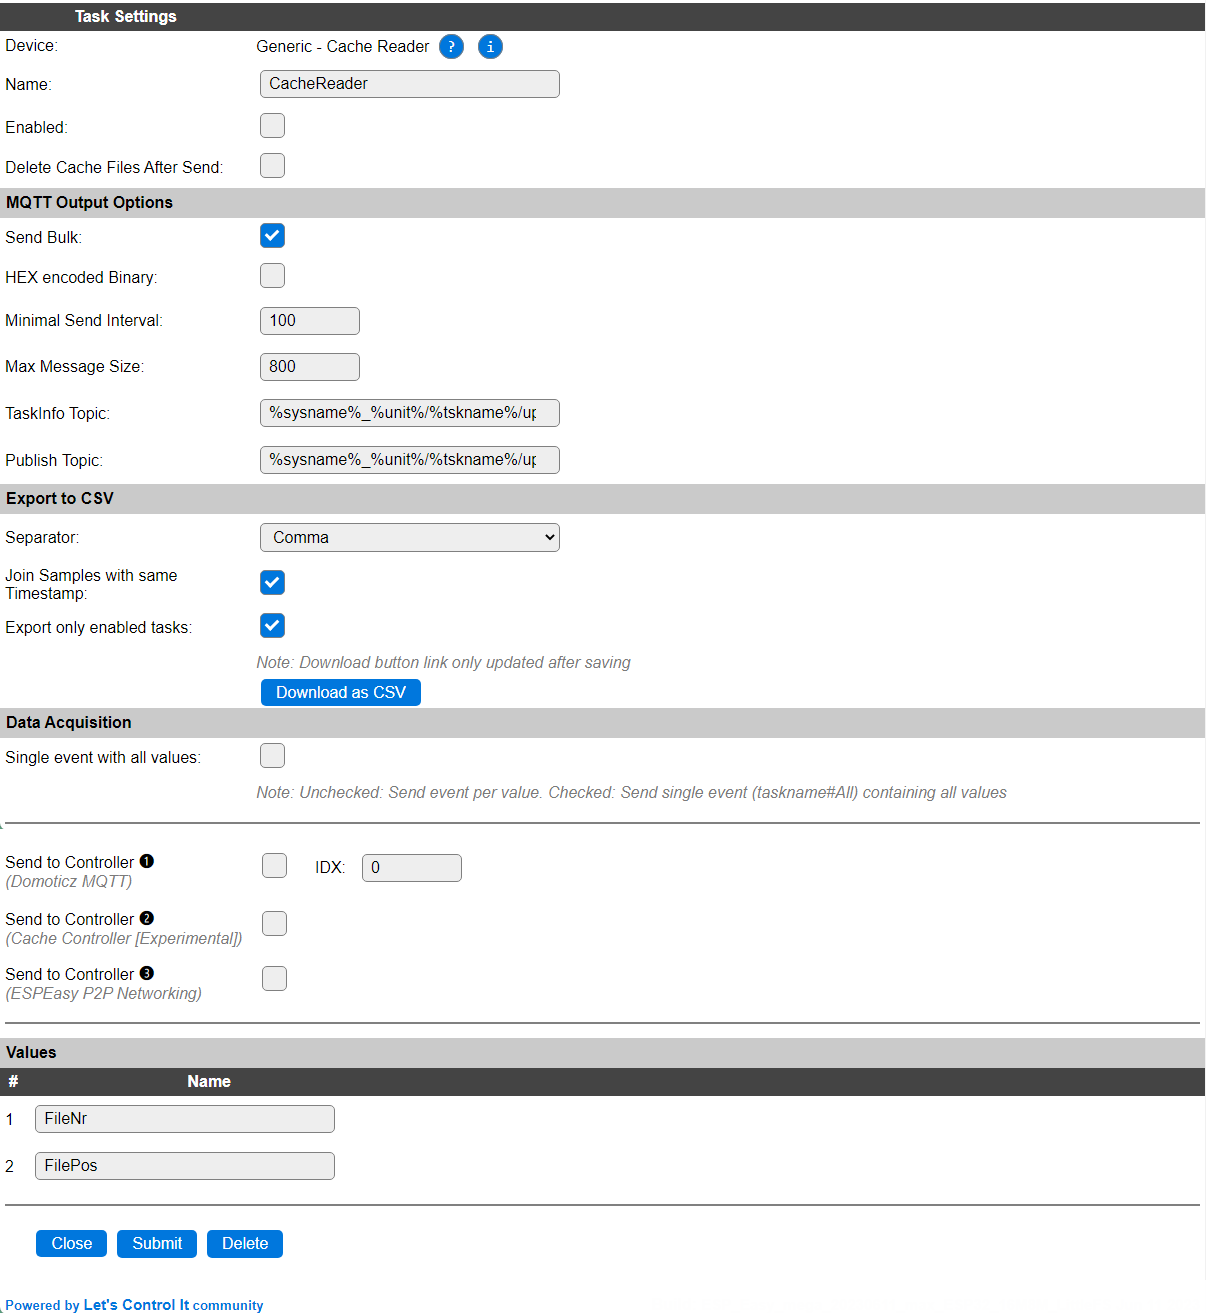 Task Settings
Device: Generic - Cache Reader ? i
Name: CacheReader
Enabled:
Delete Cache Files After Send:
MQTT Output Options
Send Bulk:
HEX encoded Binary:
Minimal Send Interval: 100
Max Message Size: 800
TaskInfo Topic: %sysname%_%unit%/%tskname%/up
Publish Topic: %sysname%_%unit%/%tskname%/up
Export to CSV
Separator: Comma
Join Samples with same
Timestamp:
Export only enabled tasks:
Note: Download button link only updated after saving
Download as CSV
Data Acquisition
Single event with all values:
Note: Unchecked: Send event per value. Checked: Send single event (taskname#All) containing all values
Send to Controller ❶ IDX: 0
(Domoticz MQTT)
Send to Controller ❷
(Cache Controller [Experimental])
Send to Controller ❸
(ESPEasy P2P Networking)
Values
# Name
1 FileNr
2 FilePos
Close Submit Delete
Powered by Let's Control It community